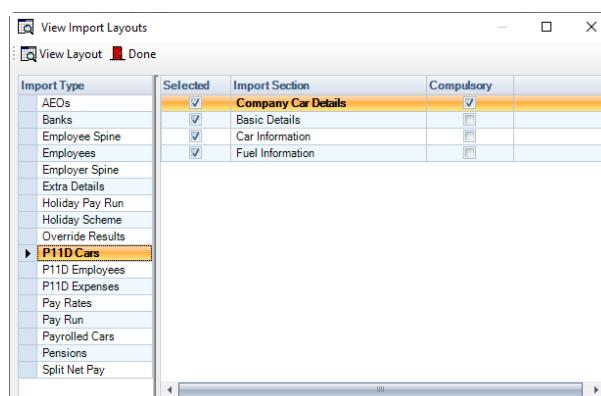 View Import Layouts
View Layout Done
Import Type Selected Import Section Compulsory
AEOs Company Car Details
Banks Basic Details
Employee Spine Car Information
Employees Fuel Information
Employer Spine
Extra Details
Holiday Pay Run
Holiday Scheme
Override Results
P11D Cars
P11D Employees
P11D Expenses
Pay Rates
Pay Run
Payrolled Cars
Pensions
Split Net Pay